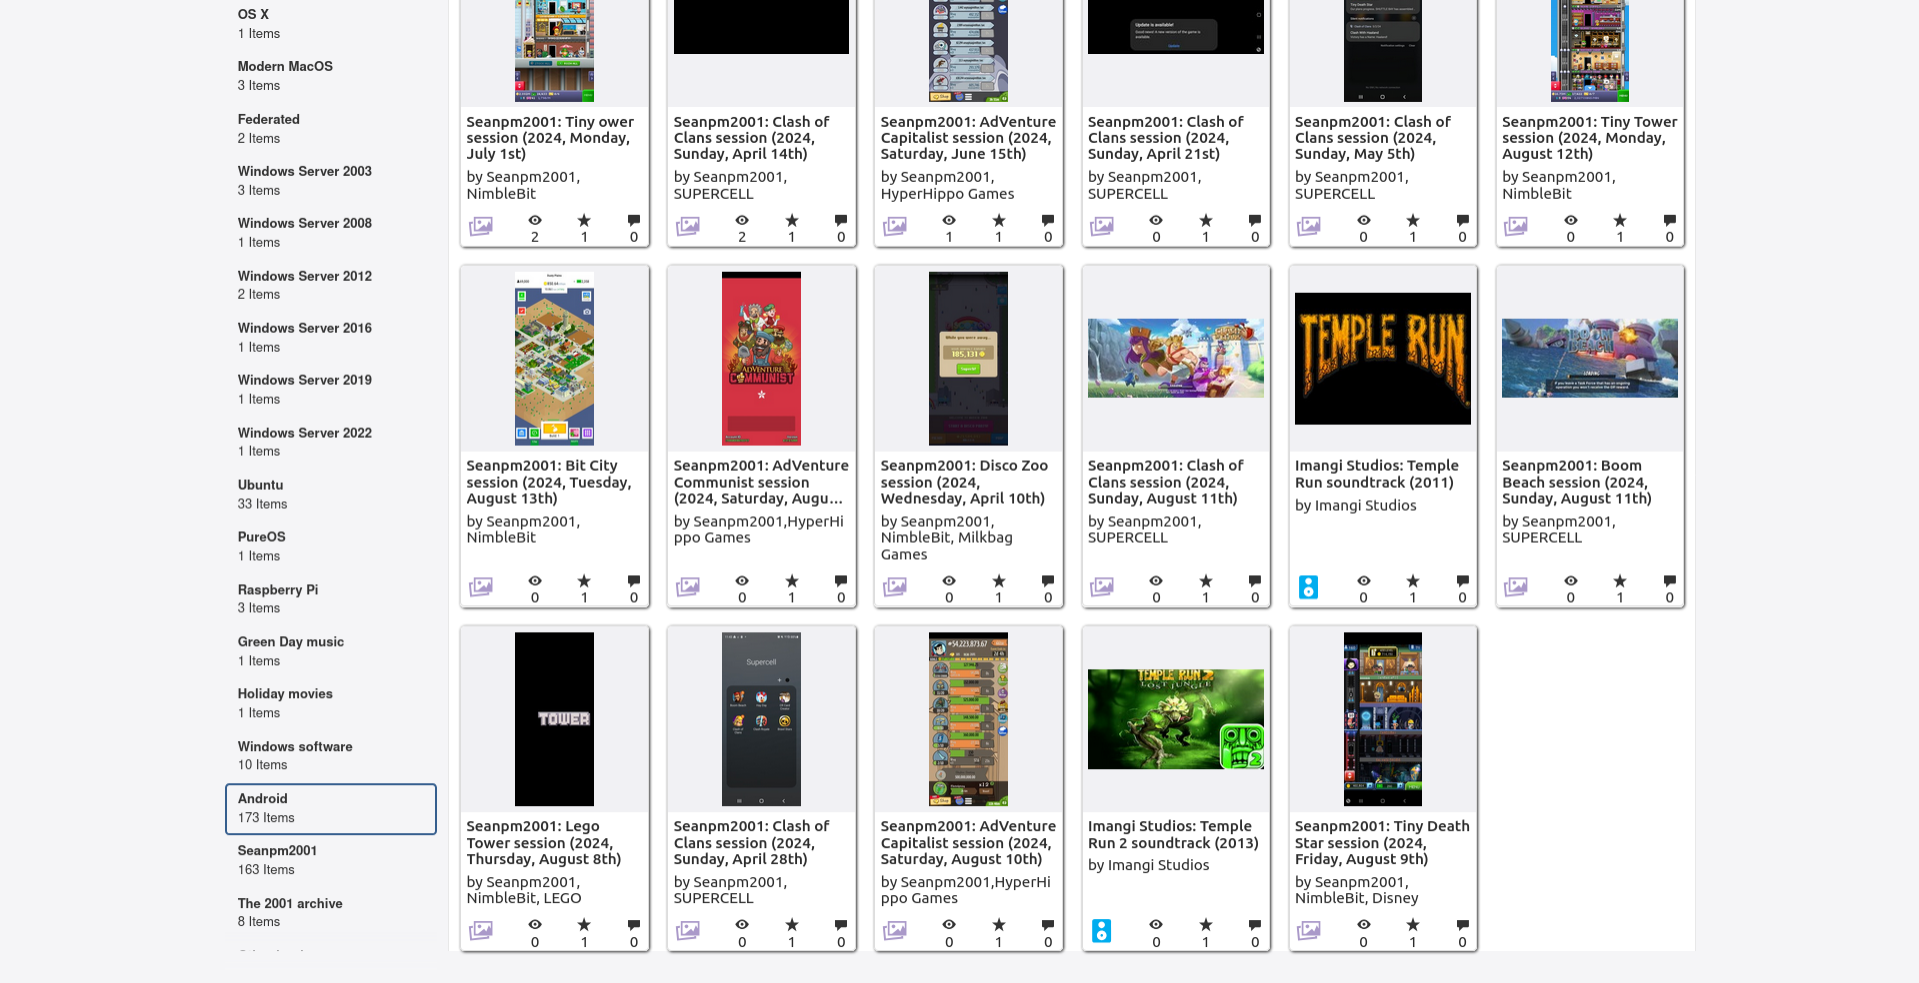 OS X
1 Items
Modern MacOS
3 Items
Federated
2 Items
Windows Server 2003
3 Items
Windows Server 2008
1 Items
Windows Server 2012
2 Items
Windows Server 2016
1 Items
Windows Server 2019
1 Items
Windows Server 2022
1 Items
Ubuntu
33 Items
PureOS
1 Items
Raspberry Pi
3 Items
Green Day music
1 Items
Holiday movies
1 Items
Windows software
10 Items
Android
173 Items
Seanpm2001
163 Items
The 2001 archive
8 Items
Update is available!
Seanpm2001: Tiny ower
session (2024, Monday,
July 1st)
by Seanpm2001,
NimbleBit
2
1
0
Seanpm2001: Clash of
Clans session (2024,
Sunday, April 14th)
by Seanpm2001,
SUPERCELL
2
1
0
Seanpm2001: AdVenture
Capitalist session (2024,
Saturday, June 15th)
by Seanpm2001,
HyperHippo Games
1
1
0
Seanpm2001: Clash of
Clans session (2024,
Sunday, April 21st)
by Seanpm2001,
SUPERCELL
0
1
0
Seanpm2001: Clash of
Clans session (2024,
Sunday, May 5th)
by Seanpm2001,
SUPERCELL
0
1
0
Seanpm2001: Tiny Tower
session (2024, Monday,
August 12th)
by Seanpm2001,
NimbleBit
0
1
0
Seanpm2001: Bit City
session (2024, Tuesday,
August 13th)
by Seanpm2001,
NimbleBit
0
1
0
ADVENTURE
COMMUNIST
Seanpm2001: AdVenture
Communist session
(2024, Saturday, Augu...
by Seanpm2001,HyperHi
ppo Games
0
1
0
While you were away...
105,131
Seanpm2001: Disco Zoo
session (2024,
Wednesday, April 10th)
by Seanpm2001,
NimbleBit, Milkbag
Games
0
1
0
Seanpm2001: Clash of
Clans session (2024,
Sunday, August 11th)
by Seanpm2001,
SUPERCELL
0
1
0
TEMPLE RUN
Imangi Studios: Temple
Run soundtrack (2011)
by Imangi Studios
0
1
0
Seanpm2001: Boom
Beach session (2024,
Sunday, August 11th)
by Seanpm2001,
SUPERCELL
0
1
0
TOWER
Seanpm2001: Lego
Tower session (2024,
Thursday, August 8th)
by Seanpm2001,
NimbleBit, LEGO
0
1
0
Supercell
Seanpm2001: Clash of
Clans session (2024,
Sunday, April 28th)
by Seanpm2001,
SUPERCELL
0
1
0
Seanpm2001: AdVenture
Capitalist session (2024,
Saturday, August 10th)
by Seanpm2001,HyperHi
ppo Games
0
1
0
TEMPLE RUN 2
LOST JUNGLE
2
Imangi Studios: Temple
Run 2 soundtrack (2013)
by Imangi Studios
0
1
0
Seanpm2001: Tiny Death
Star session (2024,
Friday, August 9th)
by Seanpm2001,
NimbleBit, Disney
0
1
0